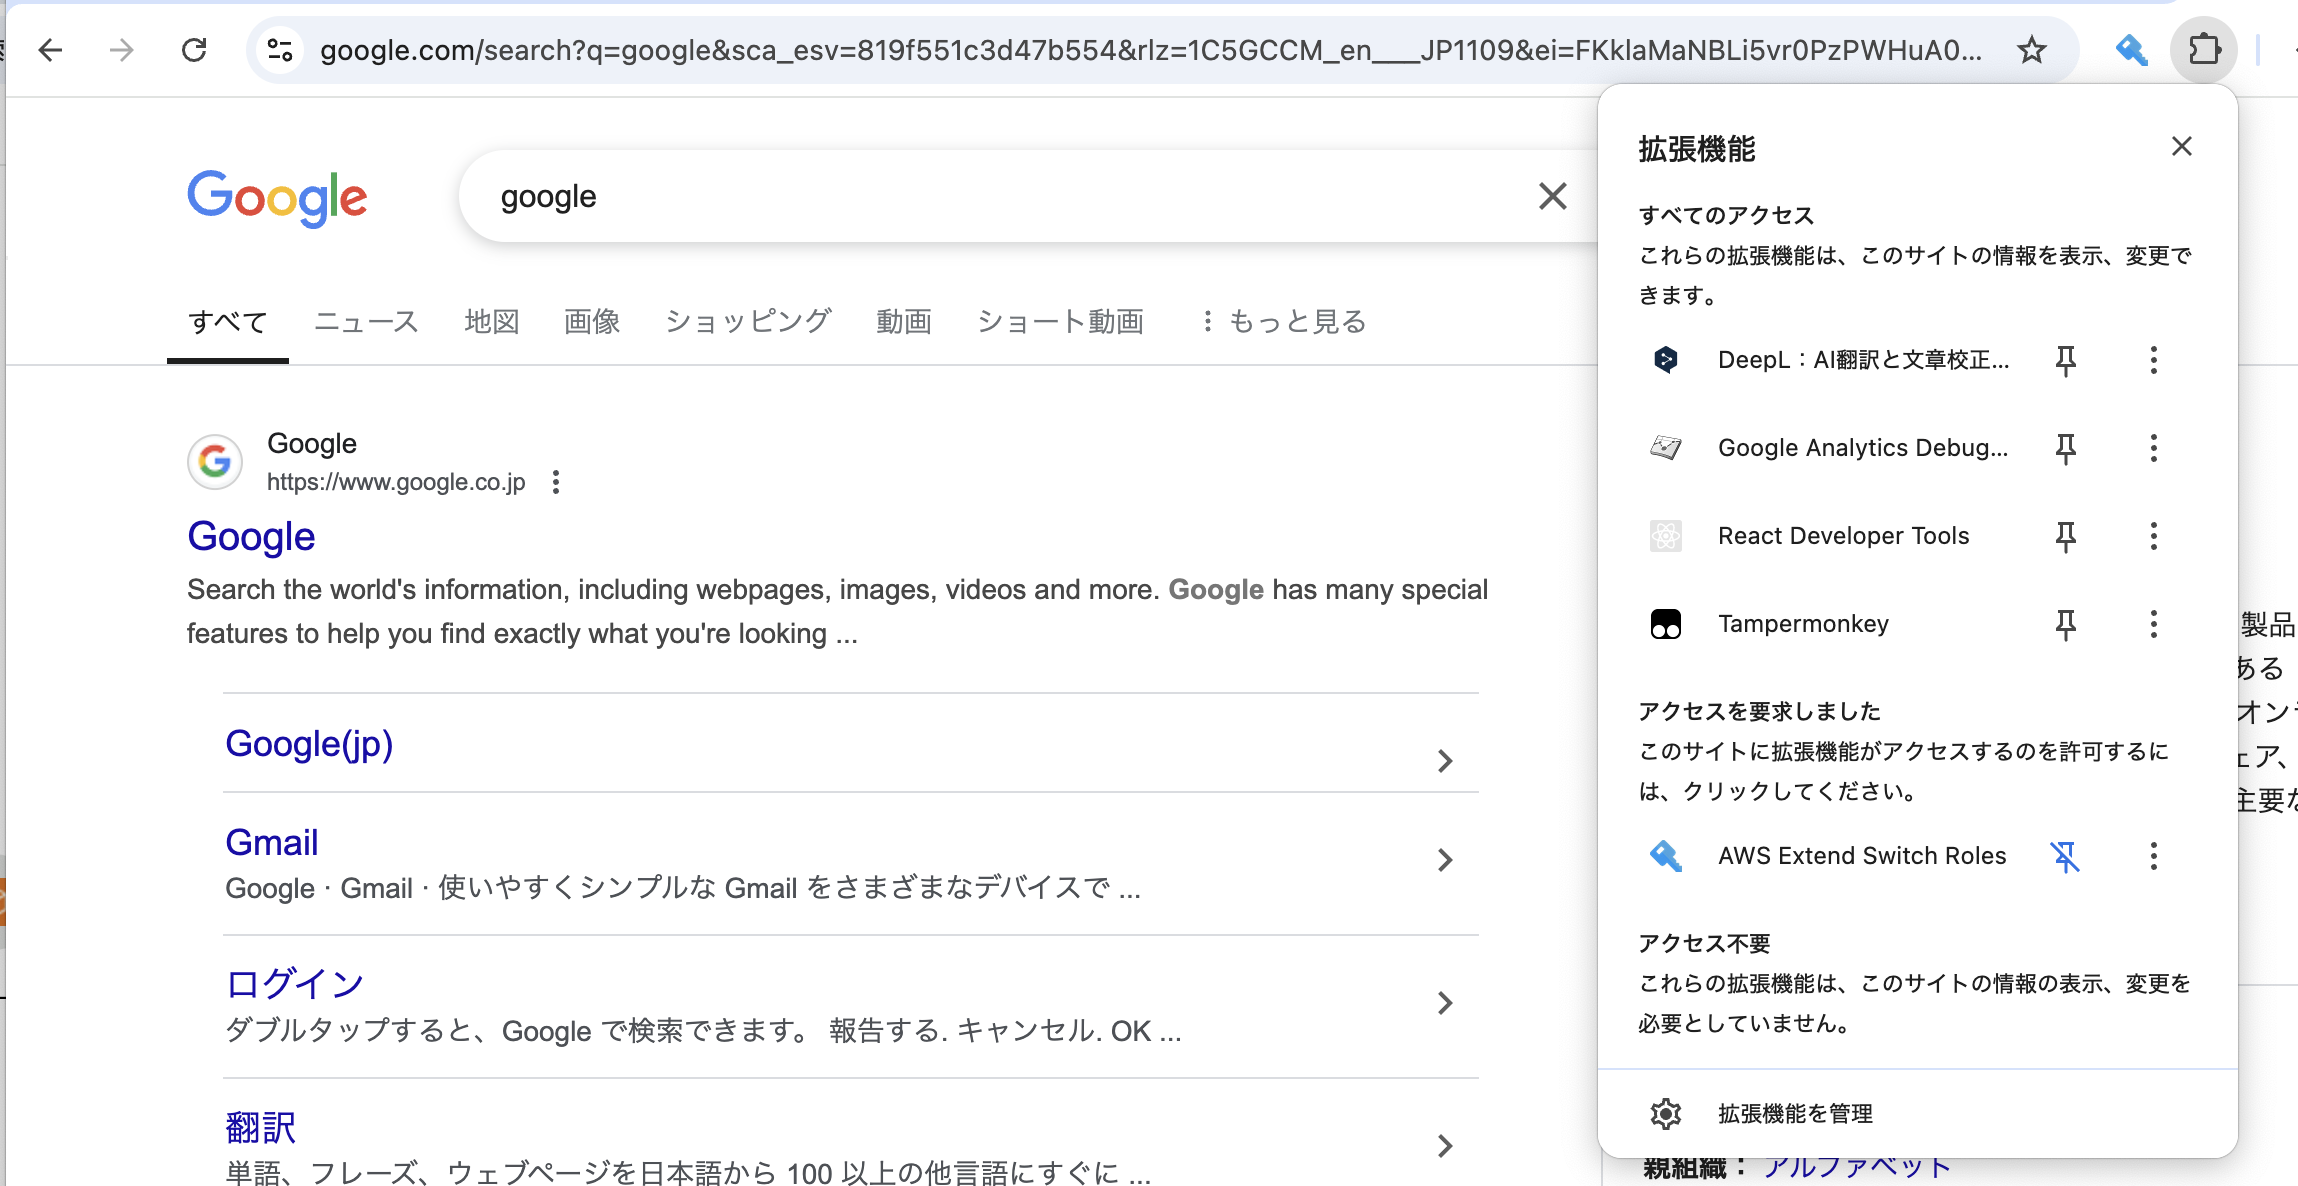 google.com/search?q=google&sca_esv=819f551c3d47b554&rlz=1C5GCCM_en___JP1109&ei=FKklaMaNBLi5vr0PzPWHuA0...
Google
google
すべて ニュース 地図 画像 ショッピング 動画 ショート動画 もっと見る
Google
https://www.google.co.jp
Google
Search the world's information, including webpages, images, videos and more. Google has many special
features to help you find exactly what you're looking ...
Google(jp)
Gmail
Google · Gmail · 使いやすくシンプルな Gmail をさまざまなデバイスで ...
ログイン
ダブルタップすると、Google で検索できます。 報告する. キャンセル. OK ...
翻訳
単語、フレーズ、ウェブページを日本語から 100 以上の他言語にすぐに ...
拡張機能
すべてのアクセス
これらの拡張機能は、このサイトの情報を表示、変更で
きます。
DeepL：AI翻訳と文章校正...
Google Analytics Debug...
React Developer Tools
Tampermonkey
アクセスを要求しました
このサイトに拡張機能がアクセスするのを許可するに
は、クリックしてください。
AWS Extend Switch Roles
アクセス不要
これらの拡張機能は、このサイトの情報の表示、変更を
必要としていません。
拡張機能を管理
製品
ある
オン
ェア、
主要な
親組織： アルファベット